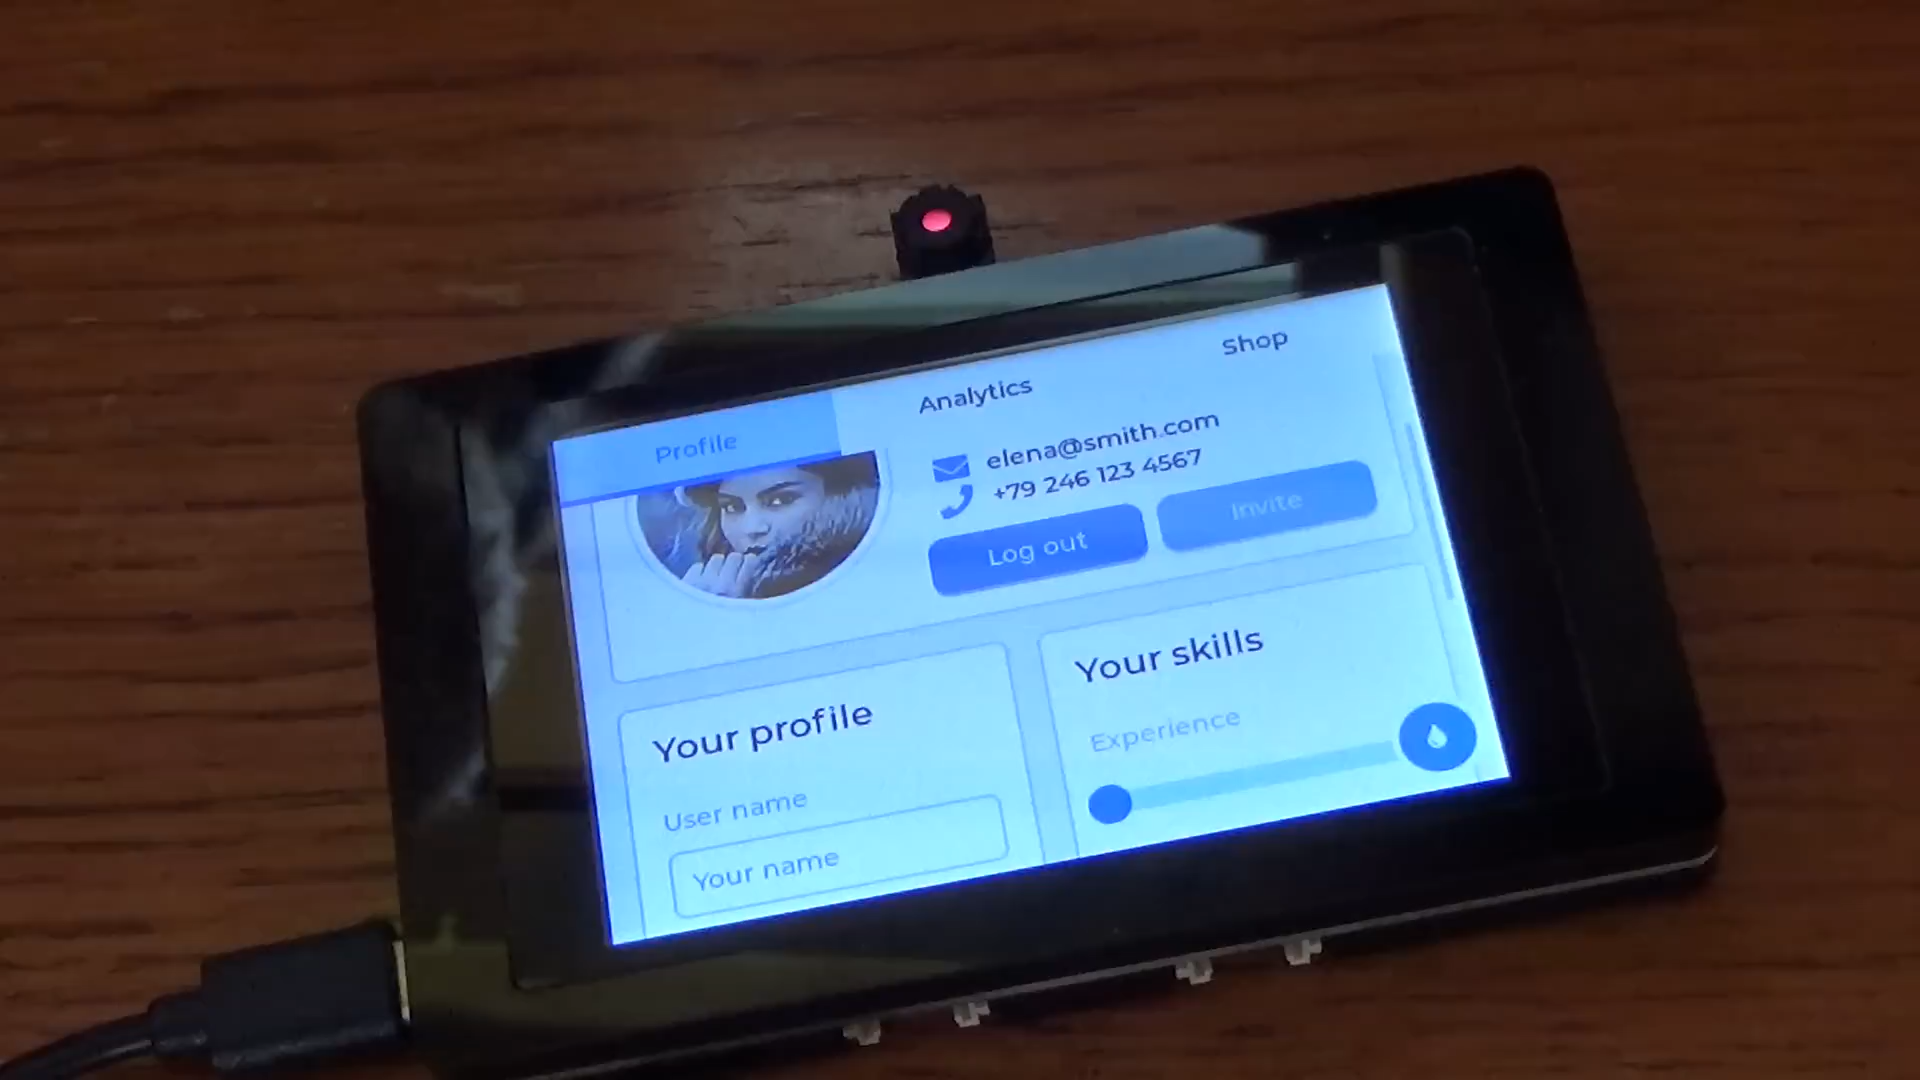 Profile
Analytics
Shop
elena@smith.com
+79 246 123 4567
Log out
Invite
Your profile
User name
Your name
Your skills
Experience